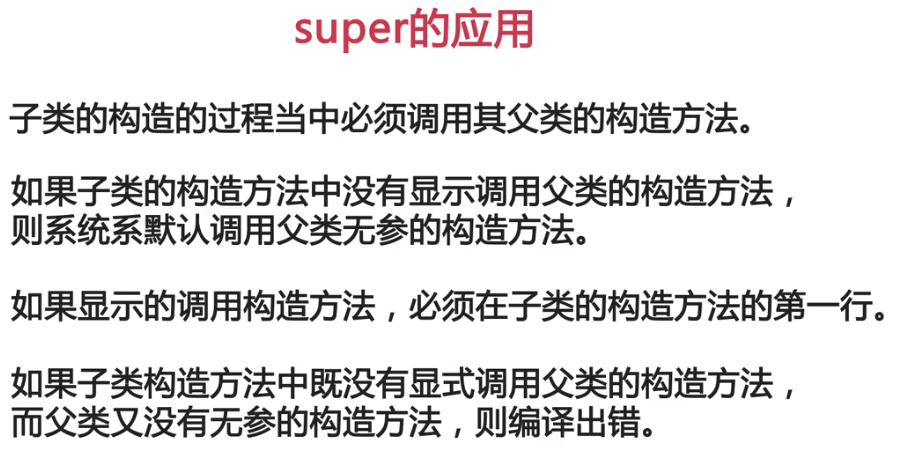 super的应用
子类的构造的过程当中必须调用其父类的构造方法。
如果子类的构造方法中没有显示调用父类的构造方法，
则系统系默认调用父类无参的构造方法。
如果显示的调用构造方法，必须在子类的构造方法的第一行。
如果子类构造方法中既没有显式调用父类的构造方法，
而父类又没有无参的构造方法，则编译出错。